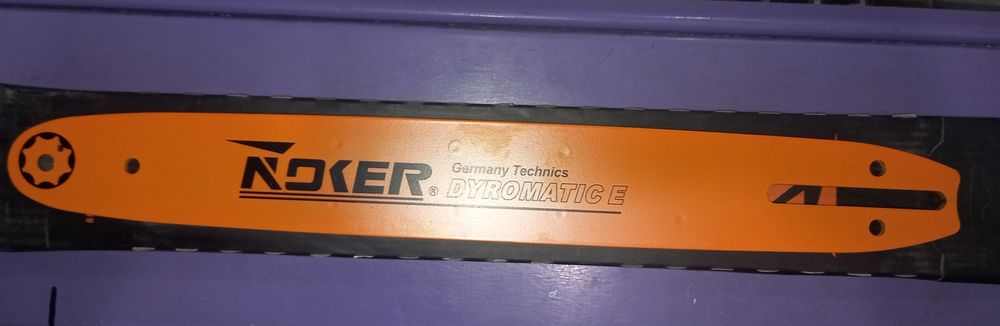 NOKER®
Germany Technics
DYROMATIC E